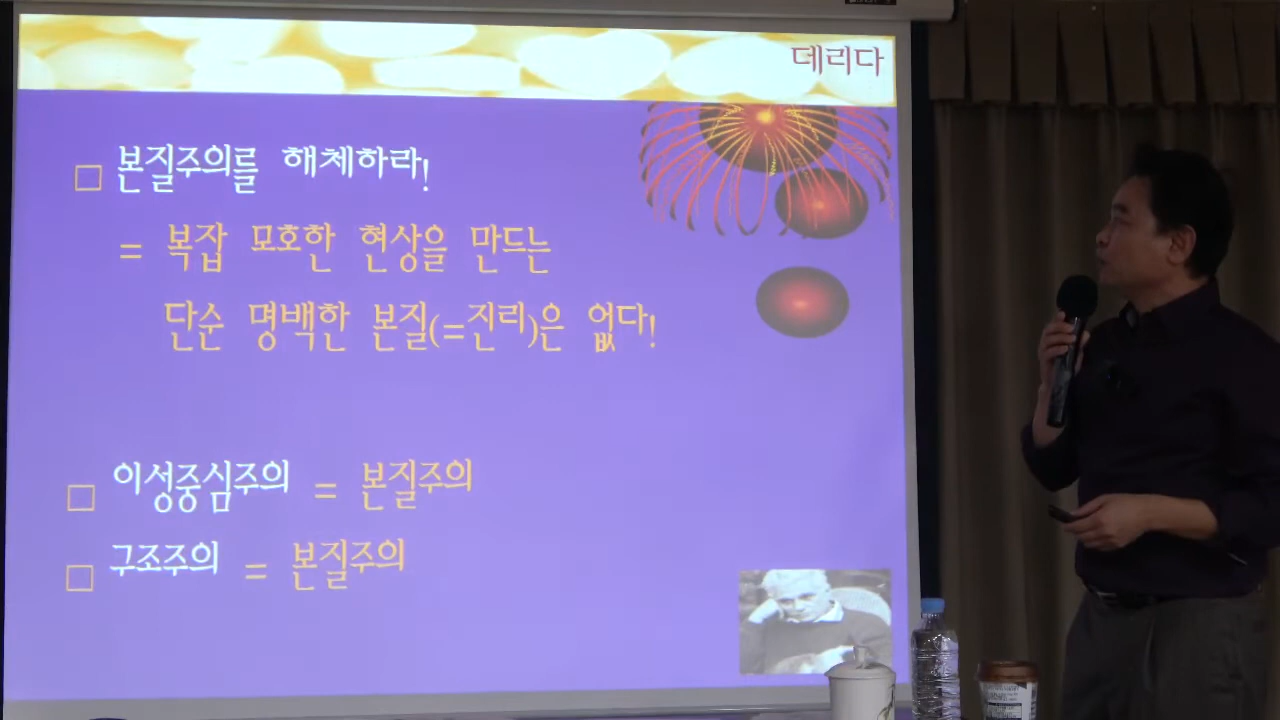 데리다
본질주의를 해체하라!
= 복잡 모호한 현상을 만드는
단순 명백한 본질(=진리)은 없다!
이성중심주의 = 본질주의
구조주의 = 본질주의